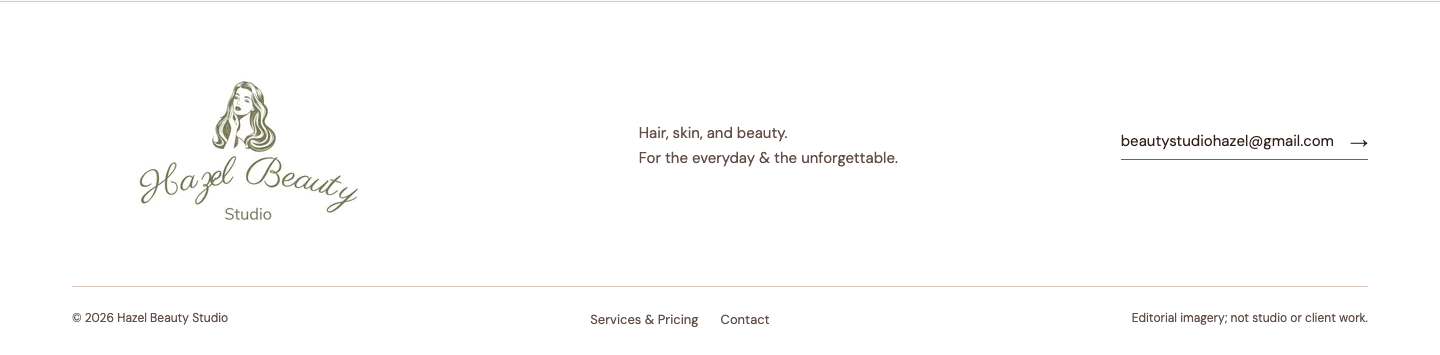 Hazel Beauty
Studio
Hair, skin, and beauty.
For the everyday & the unforgettable.
beautystudiohazel@gmail.com →
© 2026 Hazel Beauty Studio
Services & Pricing
Contact
Editorial imagery; not studio or client work.